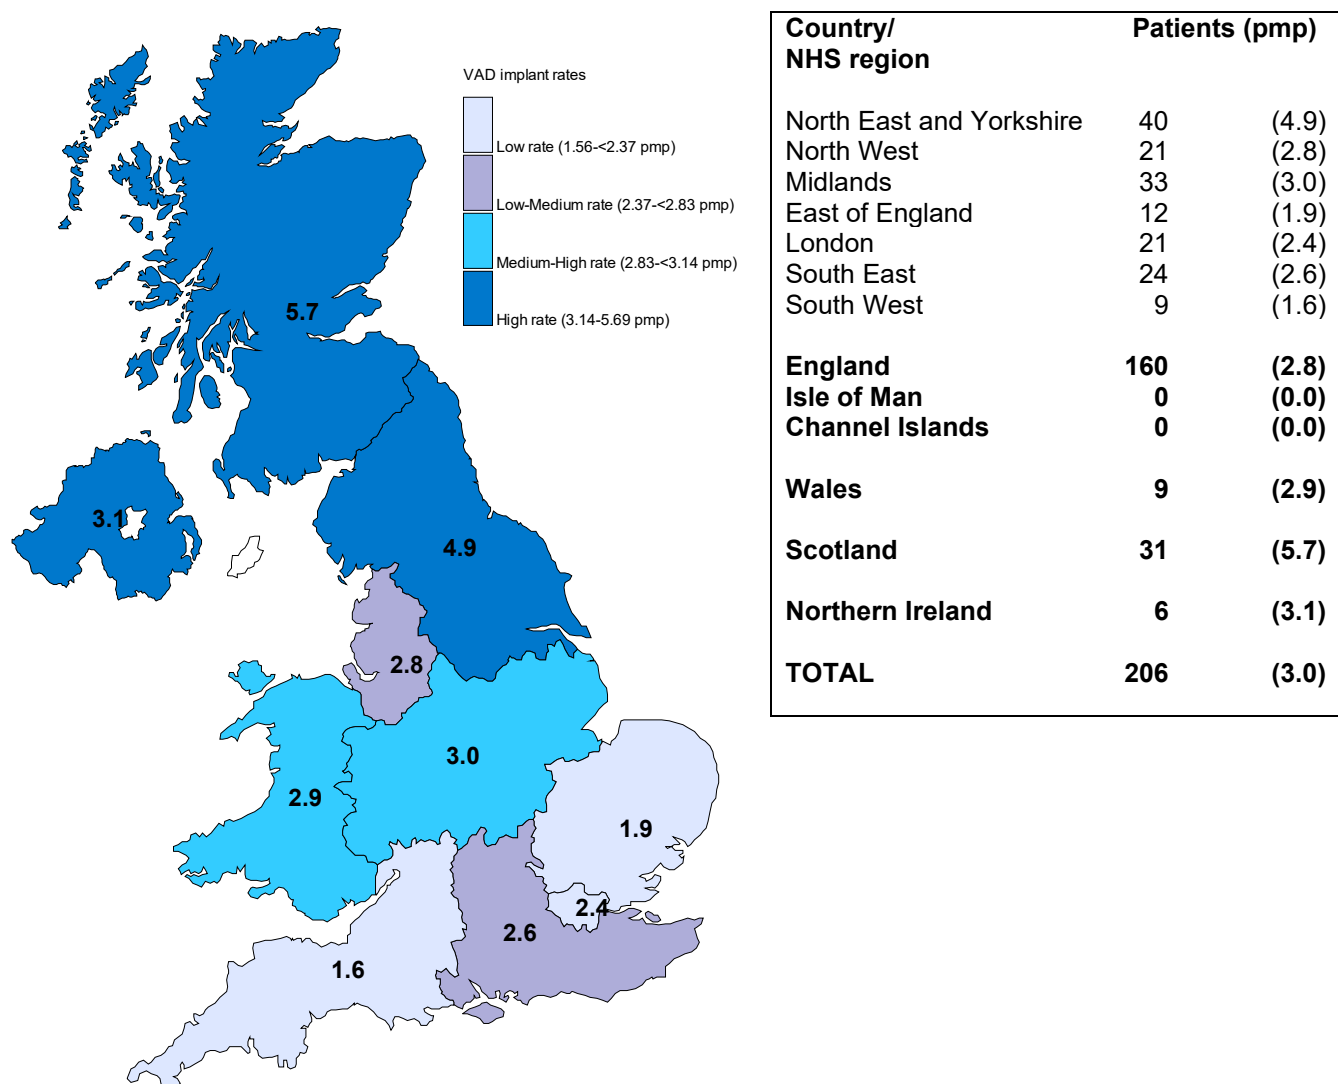 VAD implant rates
Low rate (1.56-<2.37 pmp)
Low-Medium rate (2.37-<2.83 pmp)
Medium-High rate (2.83-<3.14 pmp)
High rate (3.14-5.69 pmp)
5.7
3.1
4.9
2.8
3.0
2.9
1.9
2.4
2.6
1.6
Country/ Patients (pmp)
NHS region
North East and Yorkshire 40 (4.9)
North West 21 (2.8)
Midlands 33 (3.0)
East of England 12 (1.9)
London 21 (2.4)
South East 24 (2.6)
South West 9 (1.6)
England 160 (2.8)
Isle of Man 0 (0.0)
Channel Islands 0 (0.0)
Wales 9 (2.9)
Scotland 31 (5.7)
Northern Ireland 6 (3.1)
TOTAL 206 (3.0)